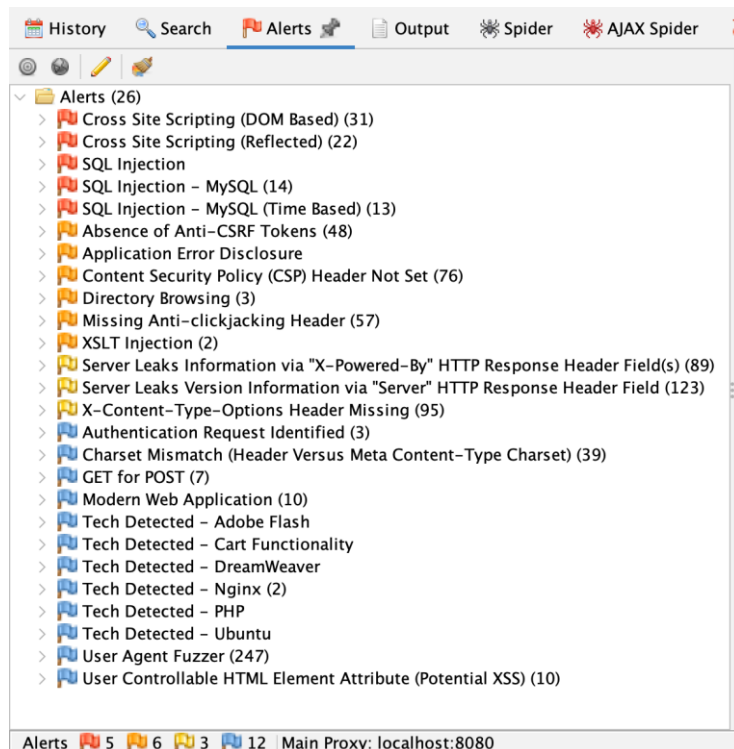 History Search Alerts Output Spider AJAX Spider
Alerts (26)
Cross Site Scripting (DOM Based) (31)
Cross Site Scripting (Reflected) (22)
SQL Injection
SQL Injection – MySQL (14)
SQL Injection – MySQL (Time Based) (13)
Absence of Anti-CSRF Tokens (48)
Application Error Disclosure
Content Security Policy (CSP) Header Not Set (76)
Directory Browsing (3)
Missing Anti-clickjacking Header (57)
XSLT Injection (2)
Server Leaks Information via "X-Powered-By" HTTP Response Header Field(s) (89)
Server Leaks Version Information via "Server" HTTP Response Header Field (123)
X-Content-Type-Options Header Missing (95)
Authentication Request Identified (3)
Charset Mismatch (Header Versus Meta Content-Type Charset) (39)
GET for POST (7)
Modern Web Application (10)
Tech Detected – Adobe Flash
Tech Detected – Cart Functionality
Tech Detected – DreamWeaver
Tech Detected – Nginx (2)
Tech Detected – PHP
Tech Detected – Ubuntu
User Agent Fuzzer (247)
User Controllable HTML Element Attribute (Potential XSS) (10)
Alerts 5 6 3 12 Main Proxy: localhost:8080